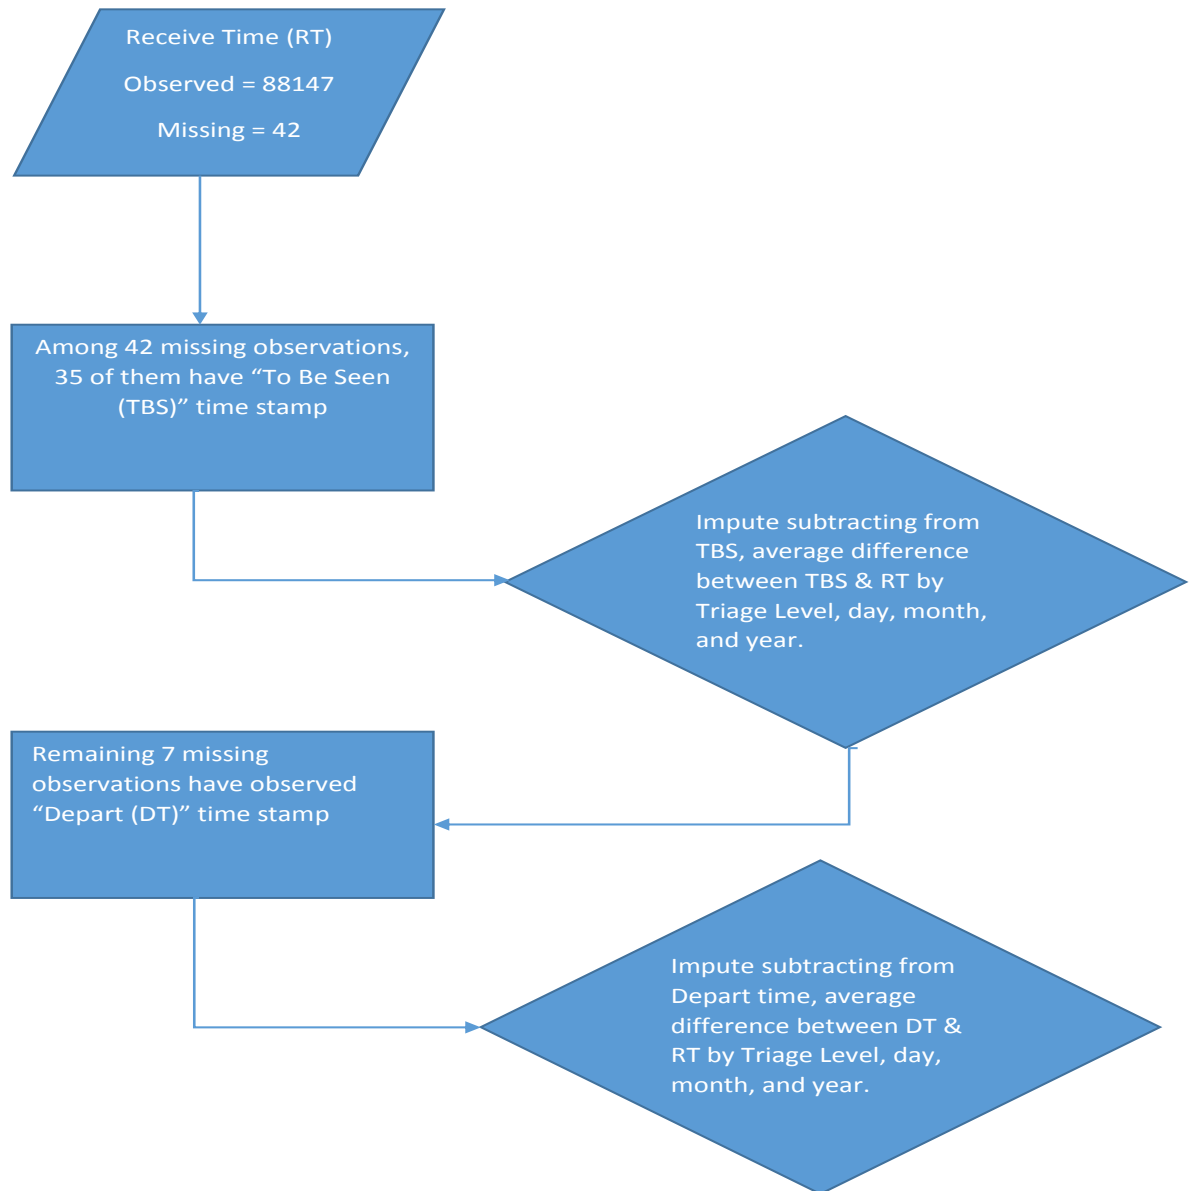 Receive Time (RT)
Observed = 88147
Missing = 42
Among 42 missing observations,
35 of them have “To Be Seen
(TBS)” time stamp
Impute subtracting from
TBS, average difference
between TBS & RT by
Triage Level, day, month,
and year.
Remaining 7 missing
observations have observed
“Depart (DT)” time stamp
Impute subtracting from
Depart time, average
difference between DT &
RT by Triage Level, day,
month, and year.